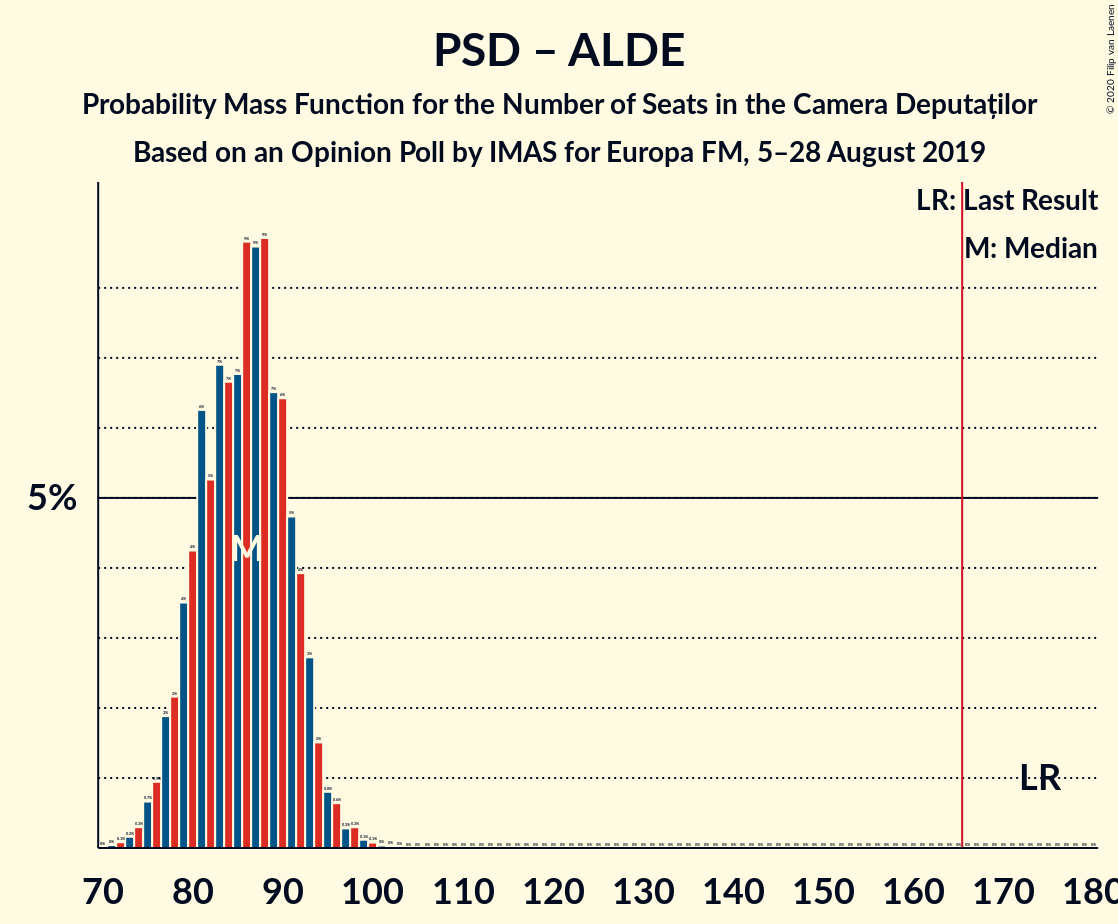 PSD – ALDE
Probability Mass Function for the Number of Seats in the Camera Deputaților
Based on an Opinion Poll by IMAS for Europa FM, 5–28 August 2019
© 2020 Filip van Laenen
LR: Last Result
M: Median
5%
M
LR
70 80 90 100 110 120 130 140 150 160 170 180